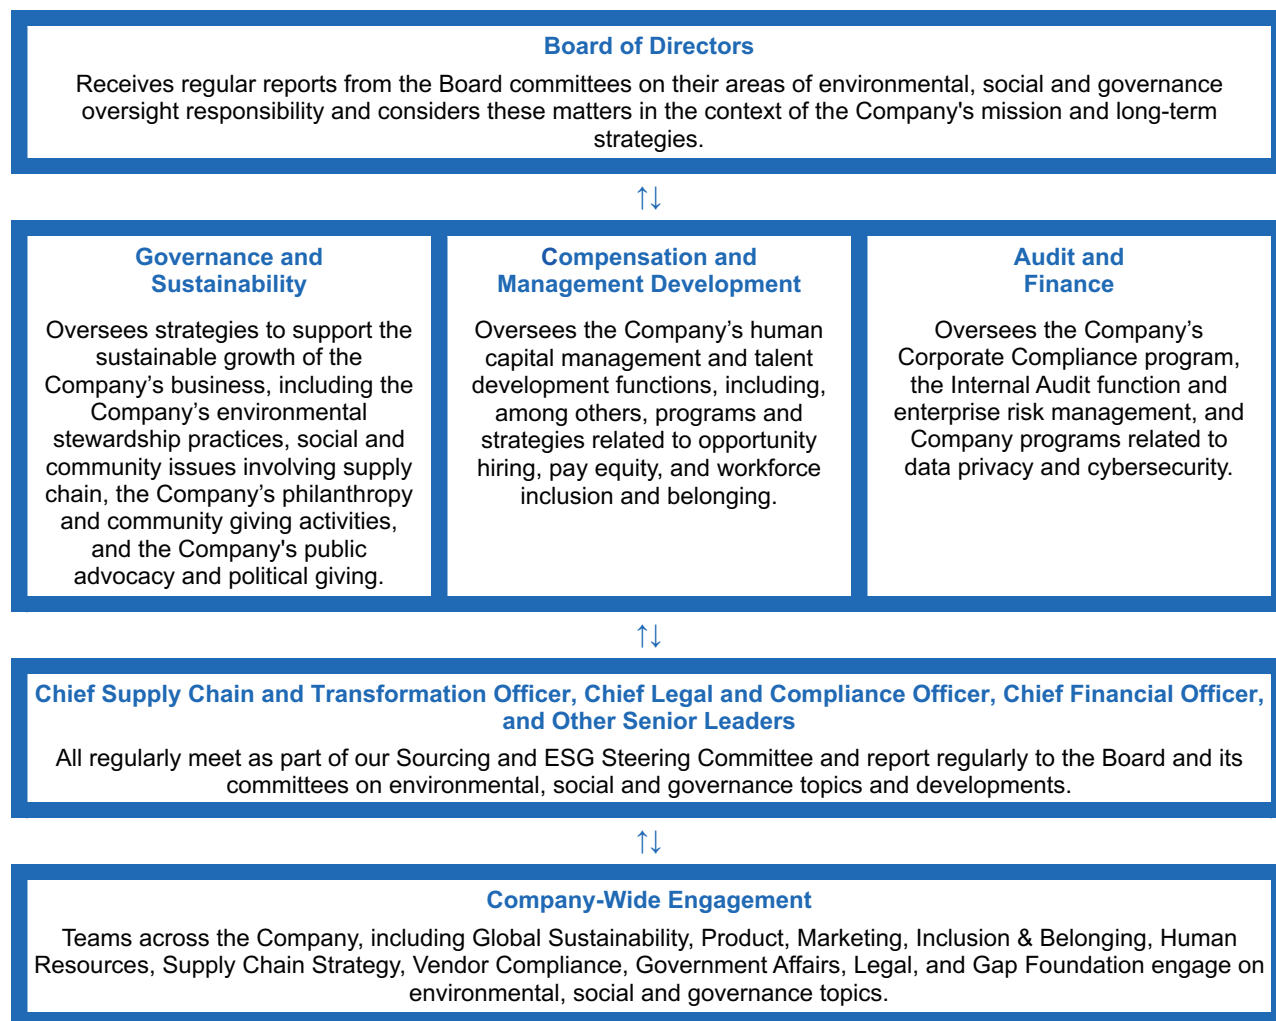 Board of Directors
Receives regular reports from the Board committees on their areas of environmental, social and governance
oversight responsibility and considers these matters in the context of the Company's mission and long-term
strategies.
↑↓
Governance and
Sustainability
Oversees strategies to support the
sustainable growth of the
Company’s business, including the
Company’s environmental
stewardship practices, social and
community issues involving supply
chain, the Company’s philanthropy
and community giving activities,
and the Company's public
advocacy and political giving.
Compensation and
Management Development
Oversees the Company’s human
capital management and talent
development functions, including,
among others, programs and
strategies related to opportunity
hiring, pay equity, and workforce
inclusion and belonging.
Audit and
Finance
Oversees the Company’s
Corporate Compliance program,
the Internal Audit function and
enterprise risk management, and
Company programs related to
data privacy and cybersecurity.
↑↓
Chief Supply Chain and Transformation Officer, Chief Legal and Compliance Officer, Chief Financial Officer,
and Other Senior Leaders
All regularly meet as part of our Sourcing and ESG Steering Committee and report regularly to the Board and its
committees on environmental, social and governance topics and developments.
↑↓
Company-Wide Engagement
Teams across the Company, including Global Sustainability, Product, Marketing, Inclusion & Belonging, Human
Resources, Supply Chain Strategy, Vendor Compliance, Government Affairs, Legal, and Gap Foundation engage on
environmental, social and governance topics.